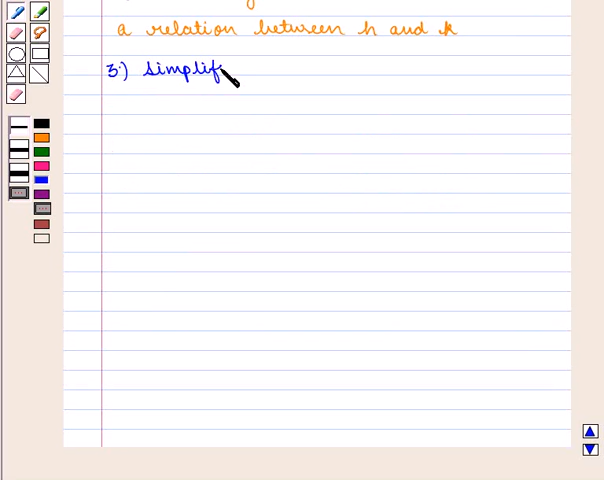 a relation between h and k
3.) Simplif